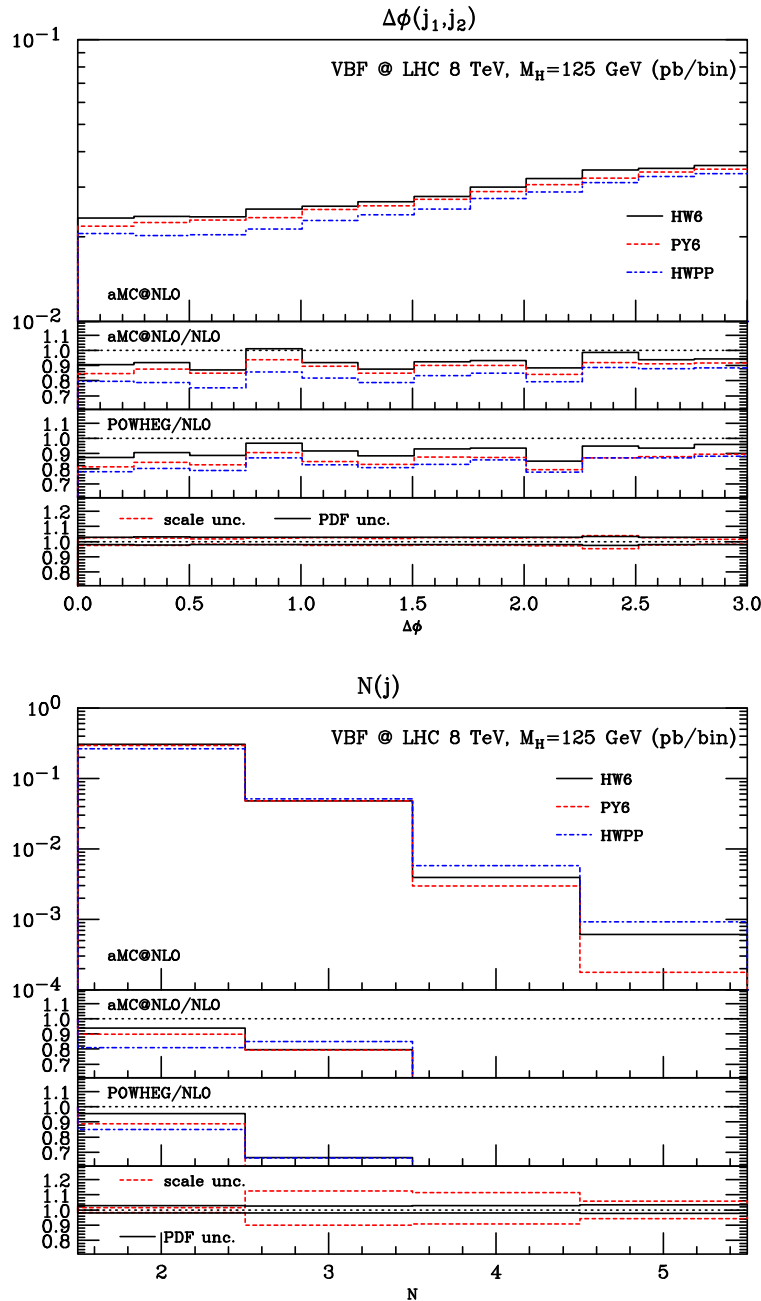 Δϕ(j₁,j₂)
10⁻¹
VBF @ LHC 8 TeV, M_H=125 GeV (pb/bin)
HW6
PY6
HWPP
aMC@NLO
10⁻²
aMC@NLO/NLO
1.1
1.0
0.9
0.8
0.7
POWHEG/NLO
1.1
1.0
0.9
0.8
0.7
scale unc. PDF unc.
1.2
1.1
1.0
0.9
0.8
0.0 0.5 1.0 1.5 2.0 2.5 3.0
Δϕ
N(j)
10⁰
VBF @ LHC 8 TeV, M_H=125 GeV (pb/bin)
10⁻¹
HW6
PY6
HWPP
10⁻²
10⁻³
aMC@NLO
10⁻⁴
aMC@NLO/NLO
1.1
1.0
0.9
0.8
0.7
POWHEG/NLO
1.1
1.0
0.9
0.8
0.7
scale unc.
1.2
1.1
1.0
0.9
0.8
PDF unc.
2 3 4 5
N